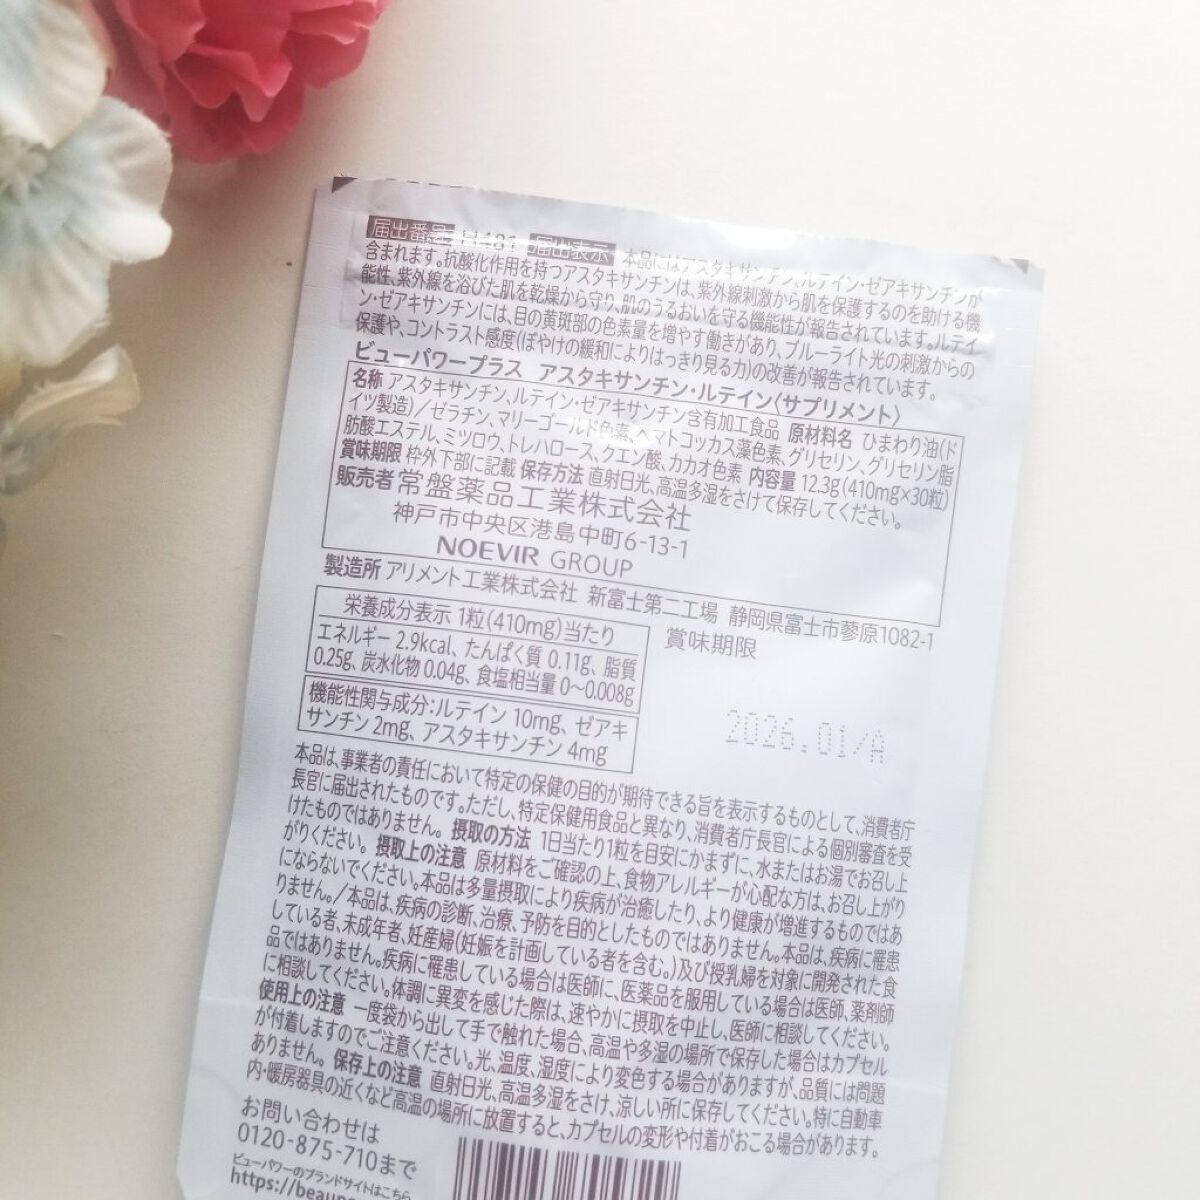 届出番号 H481 届出表示 本品にはアスタキサンチン、ルテイン・ゼアキサンチンが
含まれます。抗酸化作用を持つアスタキサンチンは、紫外線刺激から肌を保護するのを助ける機
能性、紫外線を浴びた肌を乾燥から守り、肌のうるおいを守る機能性が報告されています。ルテイ
ン・ゼアキサンチンには、目の黄斑部の色素量を増やす働きがあり、ブルーライト光の刺激からの
保護や、コントラスト感度(ぼやけの緩和によりはっきり見る力)の改善が報告されています。
ビューパワープラス アスタキサンチン・ルテイン〈サプリメント〉
名称 アスタキサンチン、ルテイン・ゼアキサンチン含有加工食品 原材料名 ひまわり油(ド
イツ製造)/ゼラチン、マリーゴールド色素、ヘマトコッカス藻色素、グリセリン、グリセリン脂
肪酸エステル、ミツロウ、トレハロース、クエン酸、カカオ色素 内容量 12.3g(410mg×30粒)
賞味期限 枠外下部に記載 保存方法 直射日光、高温多湿をさけて保存してください。
販売者 常盤薬品工業株式会社
神戸市中央区港島中町6-13-1
NOEVIR GROUP
製造所 アリメント工業株式会社 新富士第二工場 静岡県富士市蓼原1082-1
栄養成分表示 1粒(410mg)当たり
エネルギー 2.9kcal、たんぱく質 0.11g、脂質
0.25g、炭水化物 0.04g、食塩相当量 0〜0.008g
機能性関与成分:ルテイン 10mg、ゼアキ
サンチン 2mg、アスタキサンチン 4mg
賞味期限
2026.01/A
本品は、事業者の責任において特定の保健の目的が期待できる旨を表示するものとして、消費者庁
長官に届出されたものです。ただし、特定保健用食品と異なり、消費者庁長官による個別審査を受
けたものではありません。 摂取の方法 1日当たり1粒を目安にかまずに、水またはお湯でお召し上
がりください。 摂取上の注意 原材料をご確認の上、食物アレルギーが心配な方は、お召し上がり
にならないでください。本品は多量摂取により疾病が治癒したり、より健康が増進するものではあ
りません。/本品は、疾病の診断、治療、予防を目的としたものではありません。本品は、疾病に罹患
している者、未成年者、妊産婦(妊娠を計画している者を含む。)及び授乳婦を対象に開発された食
品ではありません。疾病に罹患している場合は医師に、医薬品を服用している場合は医師、薬剤師
に相談してください。体調に異変を感じた際は、速やかに摂取を中止し、医師に相談してください。
使用上の注意 一度袋から出して手で触れた場合、高温や多湿の場所で保存した場合はカプセル
が付着しますのでご注意ください。光、温度、湿度により変色する場合がありますが、品質には問題
ありません。 保存上の注意 直射日光、高温多湿をさけ、涼しい所に保存してください。特に自動車
内・暖房器具の近くなど高温の場所に放置すると、カプセルの変形や付着がおこる場合があります。
お問い合わせは
0120-875-710まで
ビューパワーのブランドサイトはこちら